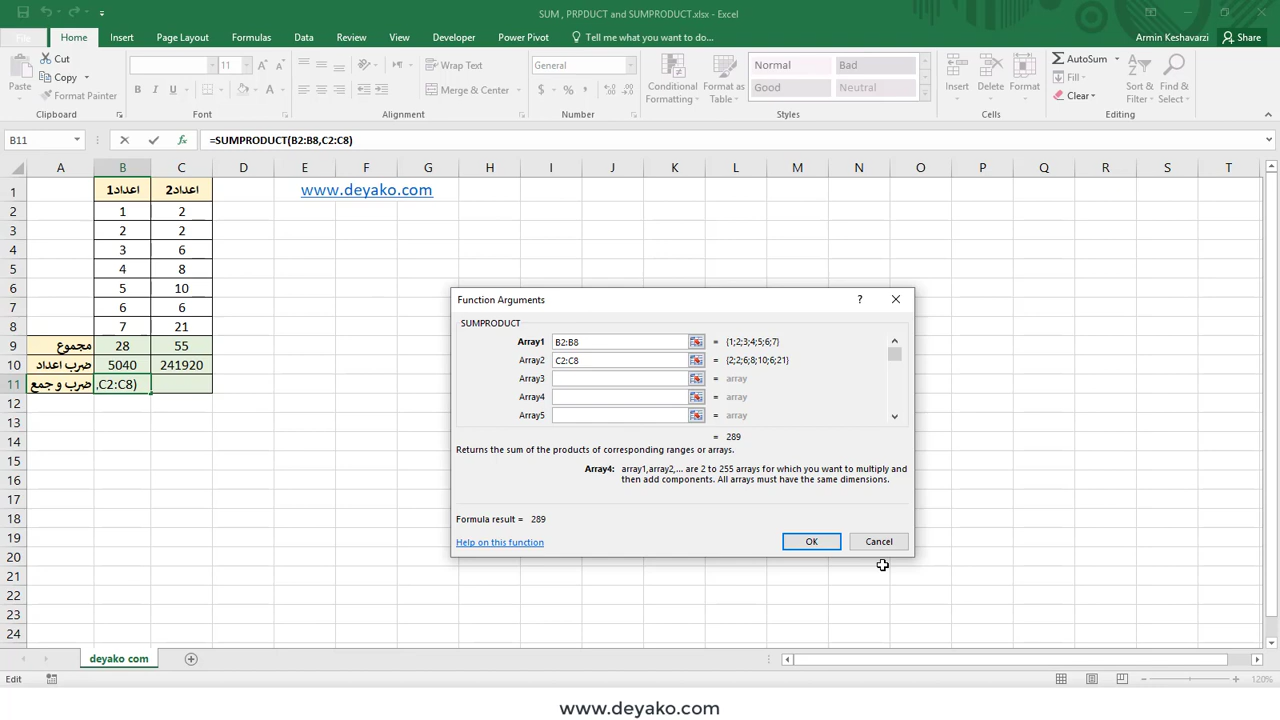 SUM , PRPDUCT and SUMPRODUCT.xlsx - Excel
File Home Insert Page Layout Formulas Data Review View Developer Power Pivot Tell me what you want to do... Armin Keshavarzi Share
Paste Cut Copy Format Painter Clipboard
11 B I U A A Font
Wrap Text Merge & Center Alignment
General $ % , Number
Conditional Formatting Format as Table Normal Bad Good Neutral Styles
Insert Delete Format Cells
AutoSum Fill Clear Sort & Filter Find & Select Editing
B11 fx =SUMPRODUCT(B2:B8,C2:C8)
A B C D E F G H I J K L M N O P Q R S T
1 اعداد1 اعداد2 www.deyako.com
2 1 2
3 2 2
4 3 6
5 4 8
6 5 10
7 6 6
8 7 21
9 مجموع 28 55
10 ضرب اعداد 5040 241920
11 ضرب و جمع ,C2:C8)
12
13
14
15
16
17
18
19
20
21
22
23
24
Function Arguments ?
SUMPRODUCT
Array1 B2:B8 = {1;2;3;4;5;6;7}
Array2 C2:C8 = {2;2;6;8;10;6;21}
Array3 = array
Array4 = array
Array5 = array
= 289
Returns the sum of the products of corresponding ranges or arrays.
Array4: array1,array2,... are 2 to 255 arrays for which you want to multiply and
then add components. All arrays must have the same dimensions.
Formula result = 289
Help on this function OK Cancel
deyako com
Edit 120%
www.deyako.com